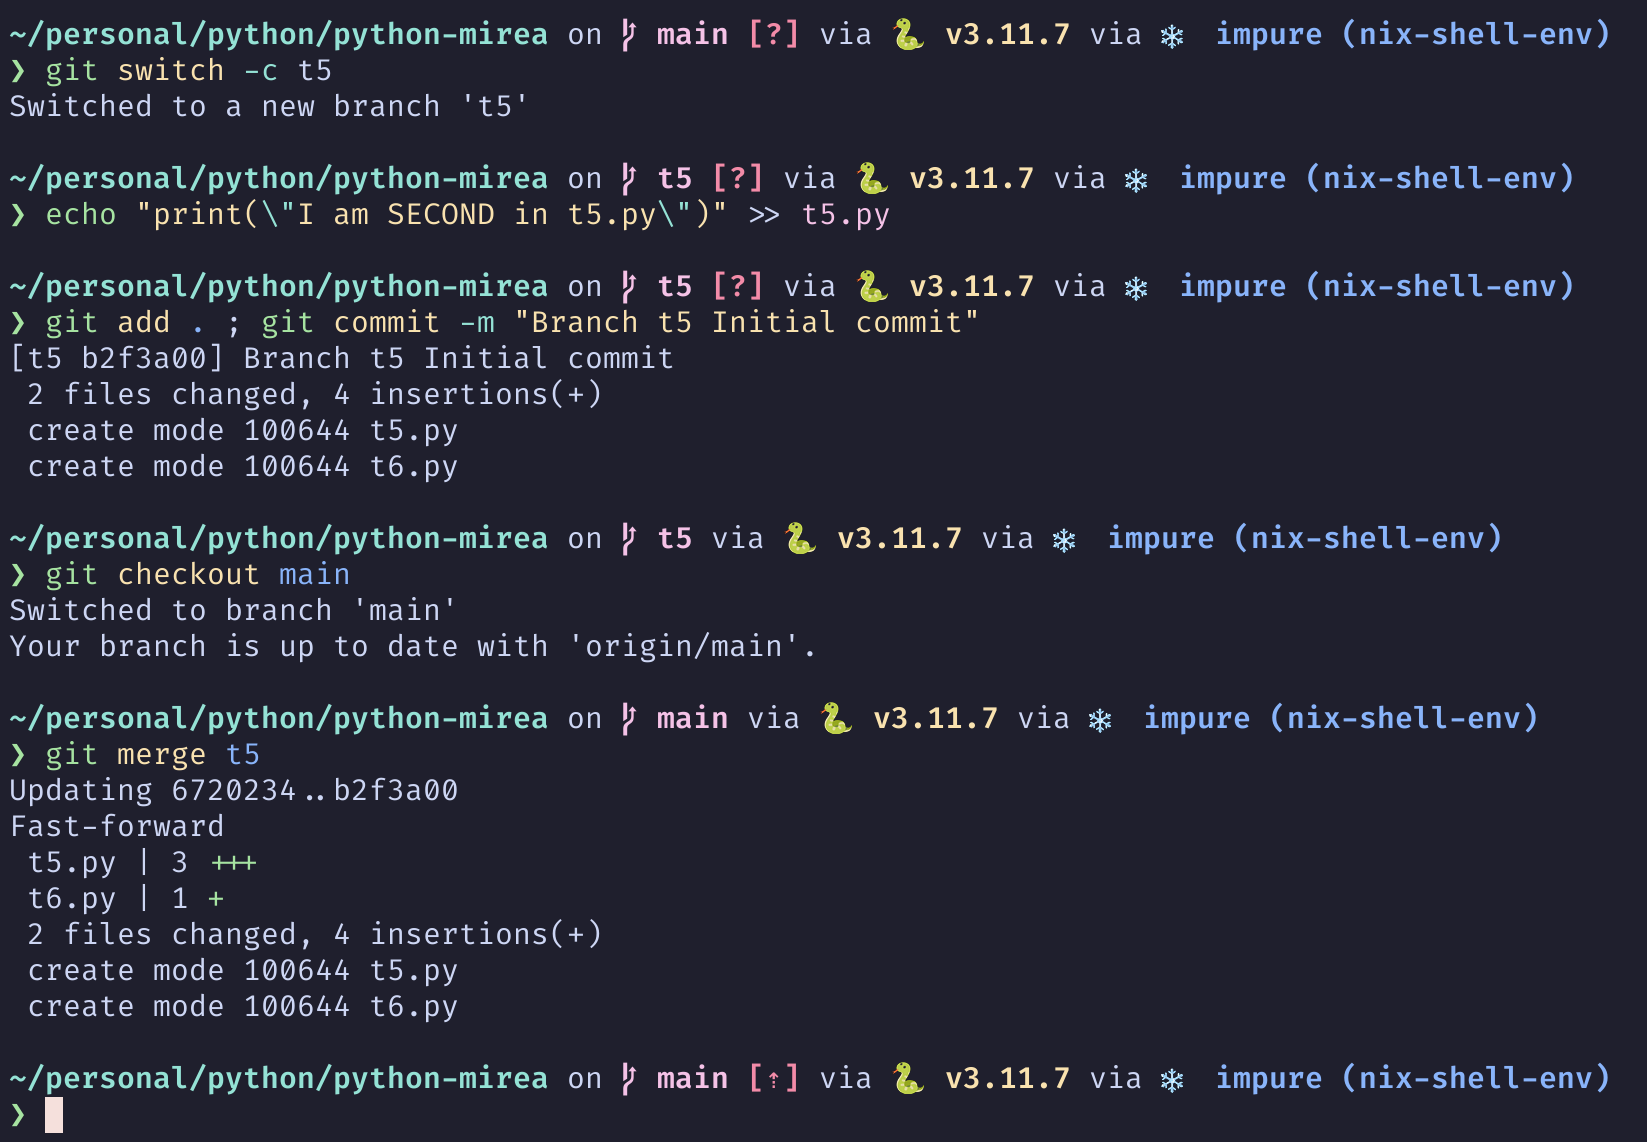 ~/personal/python/python-mirea on main [?] via 🐍 v3.11.7 via ❄️ impure (nix-shell-env)
❯ git switch -c t5
Switched to a new branch 't5'
~/personal/python/python-mirea on t5 [?] via 🐍 v3.11.7 via ❄️ impure (nix-shell-env)
❯ echo "print(\"I am SECOND in t5.py\")" >> t5.py
~/personal/python/python-mirea on t5 [?] via 🐍 v3.11.7 via ❄️ impure (nix-shell-env)
❯ git add . ; git commit -m "Branch t5 Initial commit"
[t5 b2f3a00] Branch t5 Initial commit
 2 files changed, 4 insertions(+)
 create mode 100644 t5.py
 create mode 100644 t6.py
~/personal/python/python-mirea on t5 via 🐍 v3.11.7 via ❄️ impure (nix-shell-env)
❯ git checkout main
Switched to branch 'main'
Your branch is up to date with 'origin/main'.
~/personal/python/python-mirea on main via 🐍 v3.11.7 via ❄️ impure (nix-shell-env)
❯ git merge t5
Updating 6720234..b2f3a00
Fast-forward
 t5.py | 3 +++
 t6.py | 1 +
 2 files changed, 4 insertions(+)
 create mode 100644 t5.py
 create mode 100644 t6.py
~/personal/python/python-mirea on main [⇡] via 🐍 v3.11.7 via ❄️ impure (nix-shell-env)
❯